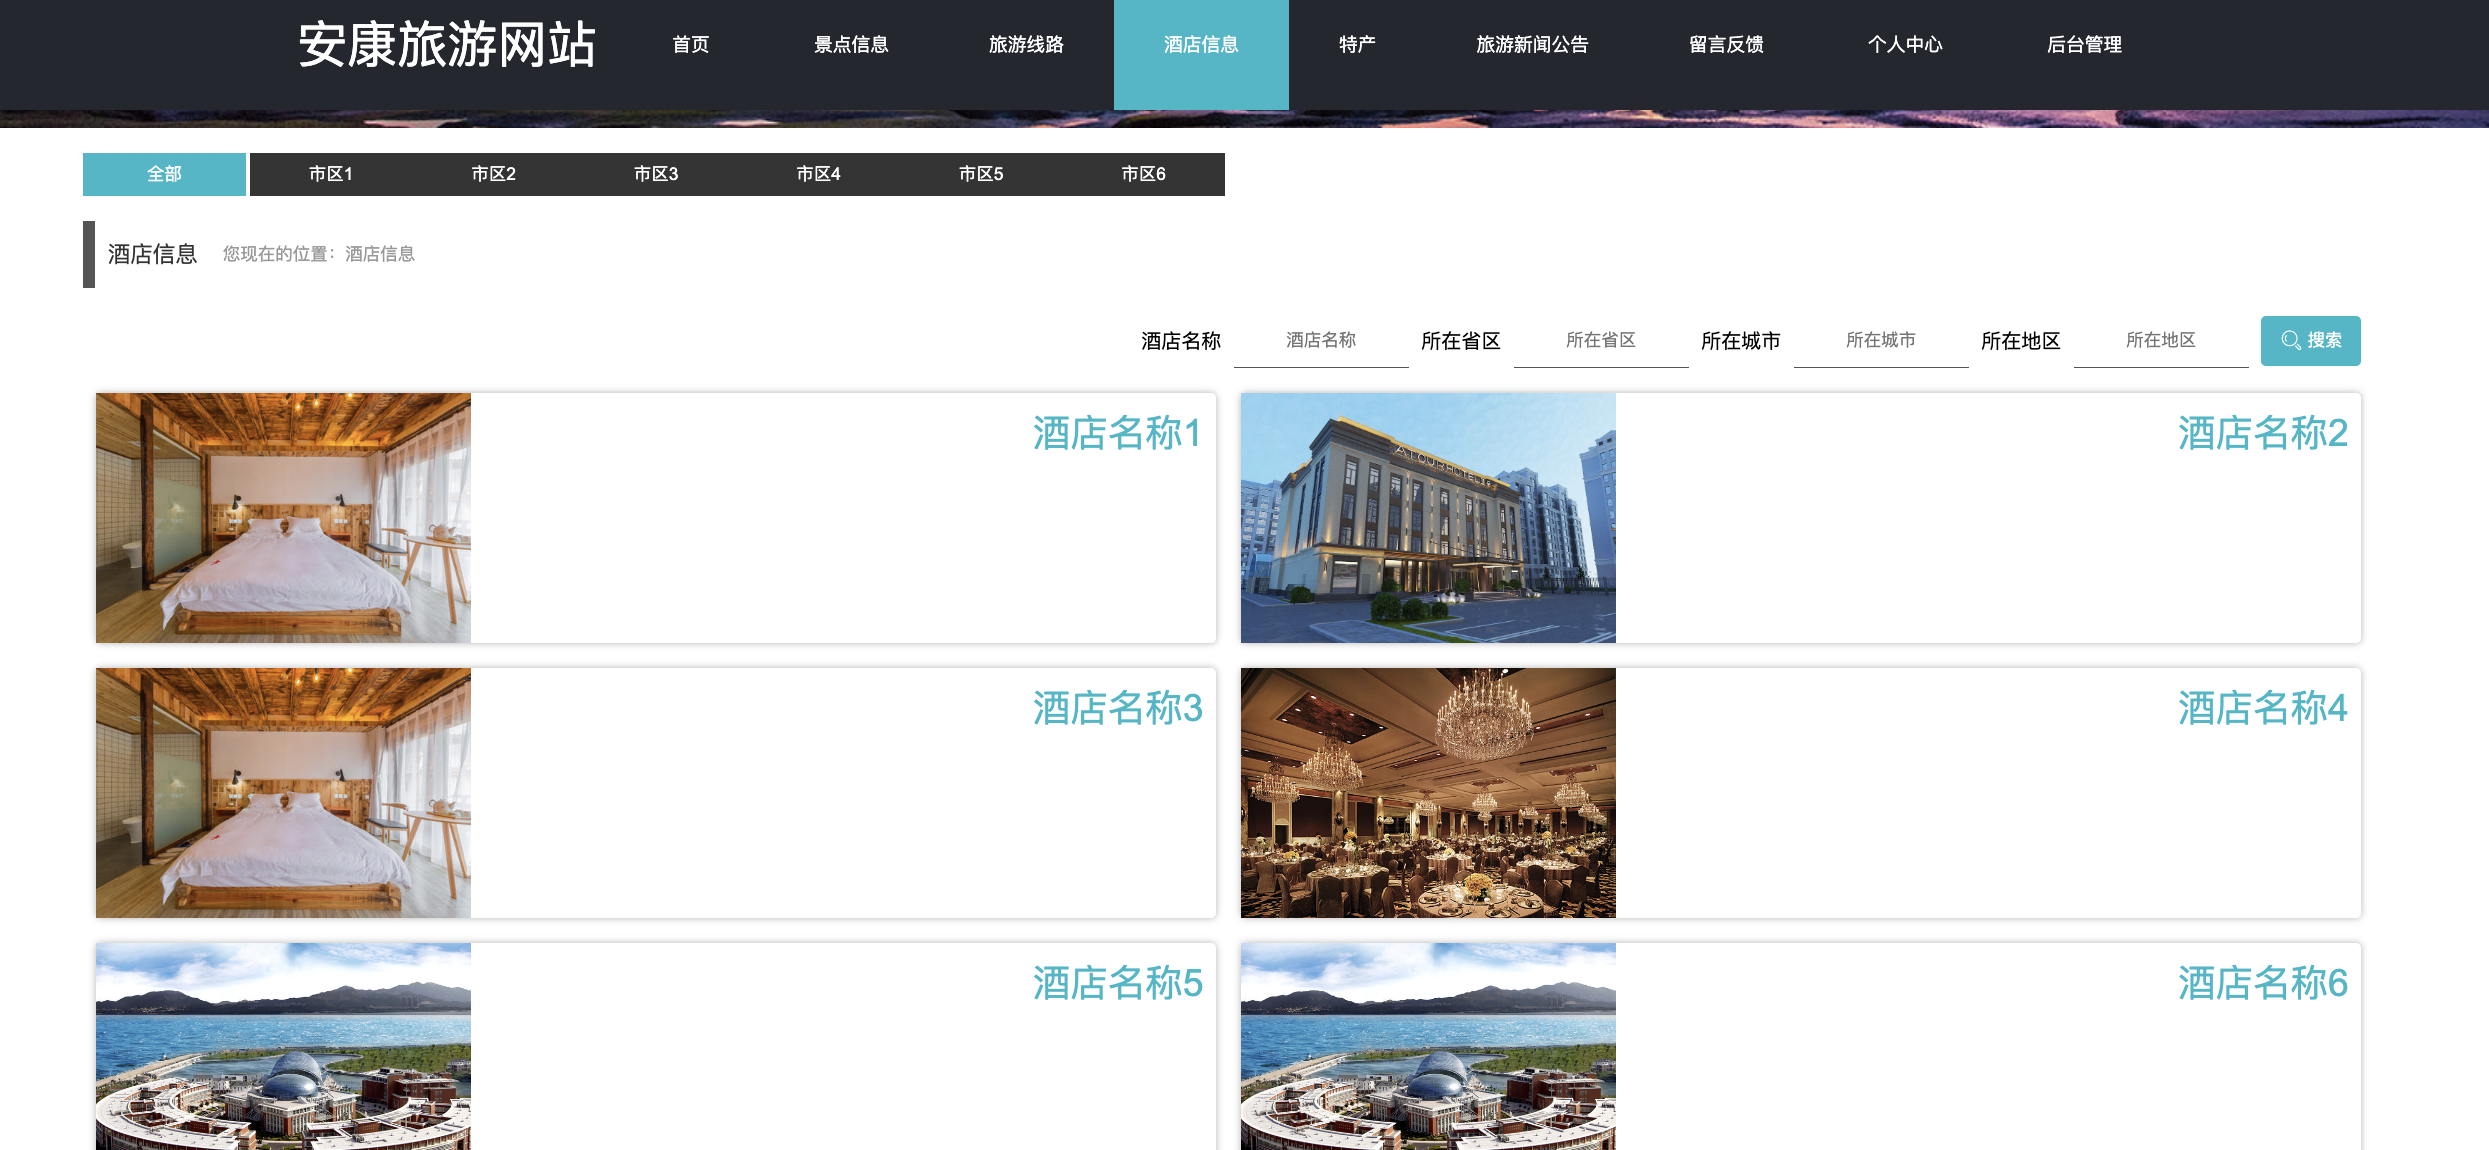 安康旅游网站 首页 景点信息 旅游线路 酒店信息 特产 旅游新闻公告 留言反馈 个人中心 后台管理
全部 市区1 市区2 市区3 市区4 市区5 市区6
酒店信息 您现在的位置：酒店信息
酒店名称 酒店名称 所在省区 所在省区 所在城市 所在城市 所在地区 所在地区 搜索
酒店名称1
ATOUR HOTEL
酒店名称2
酒店名称3
酒店名称4
酒店名称5
酒店名称6